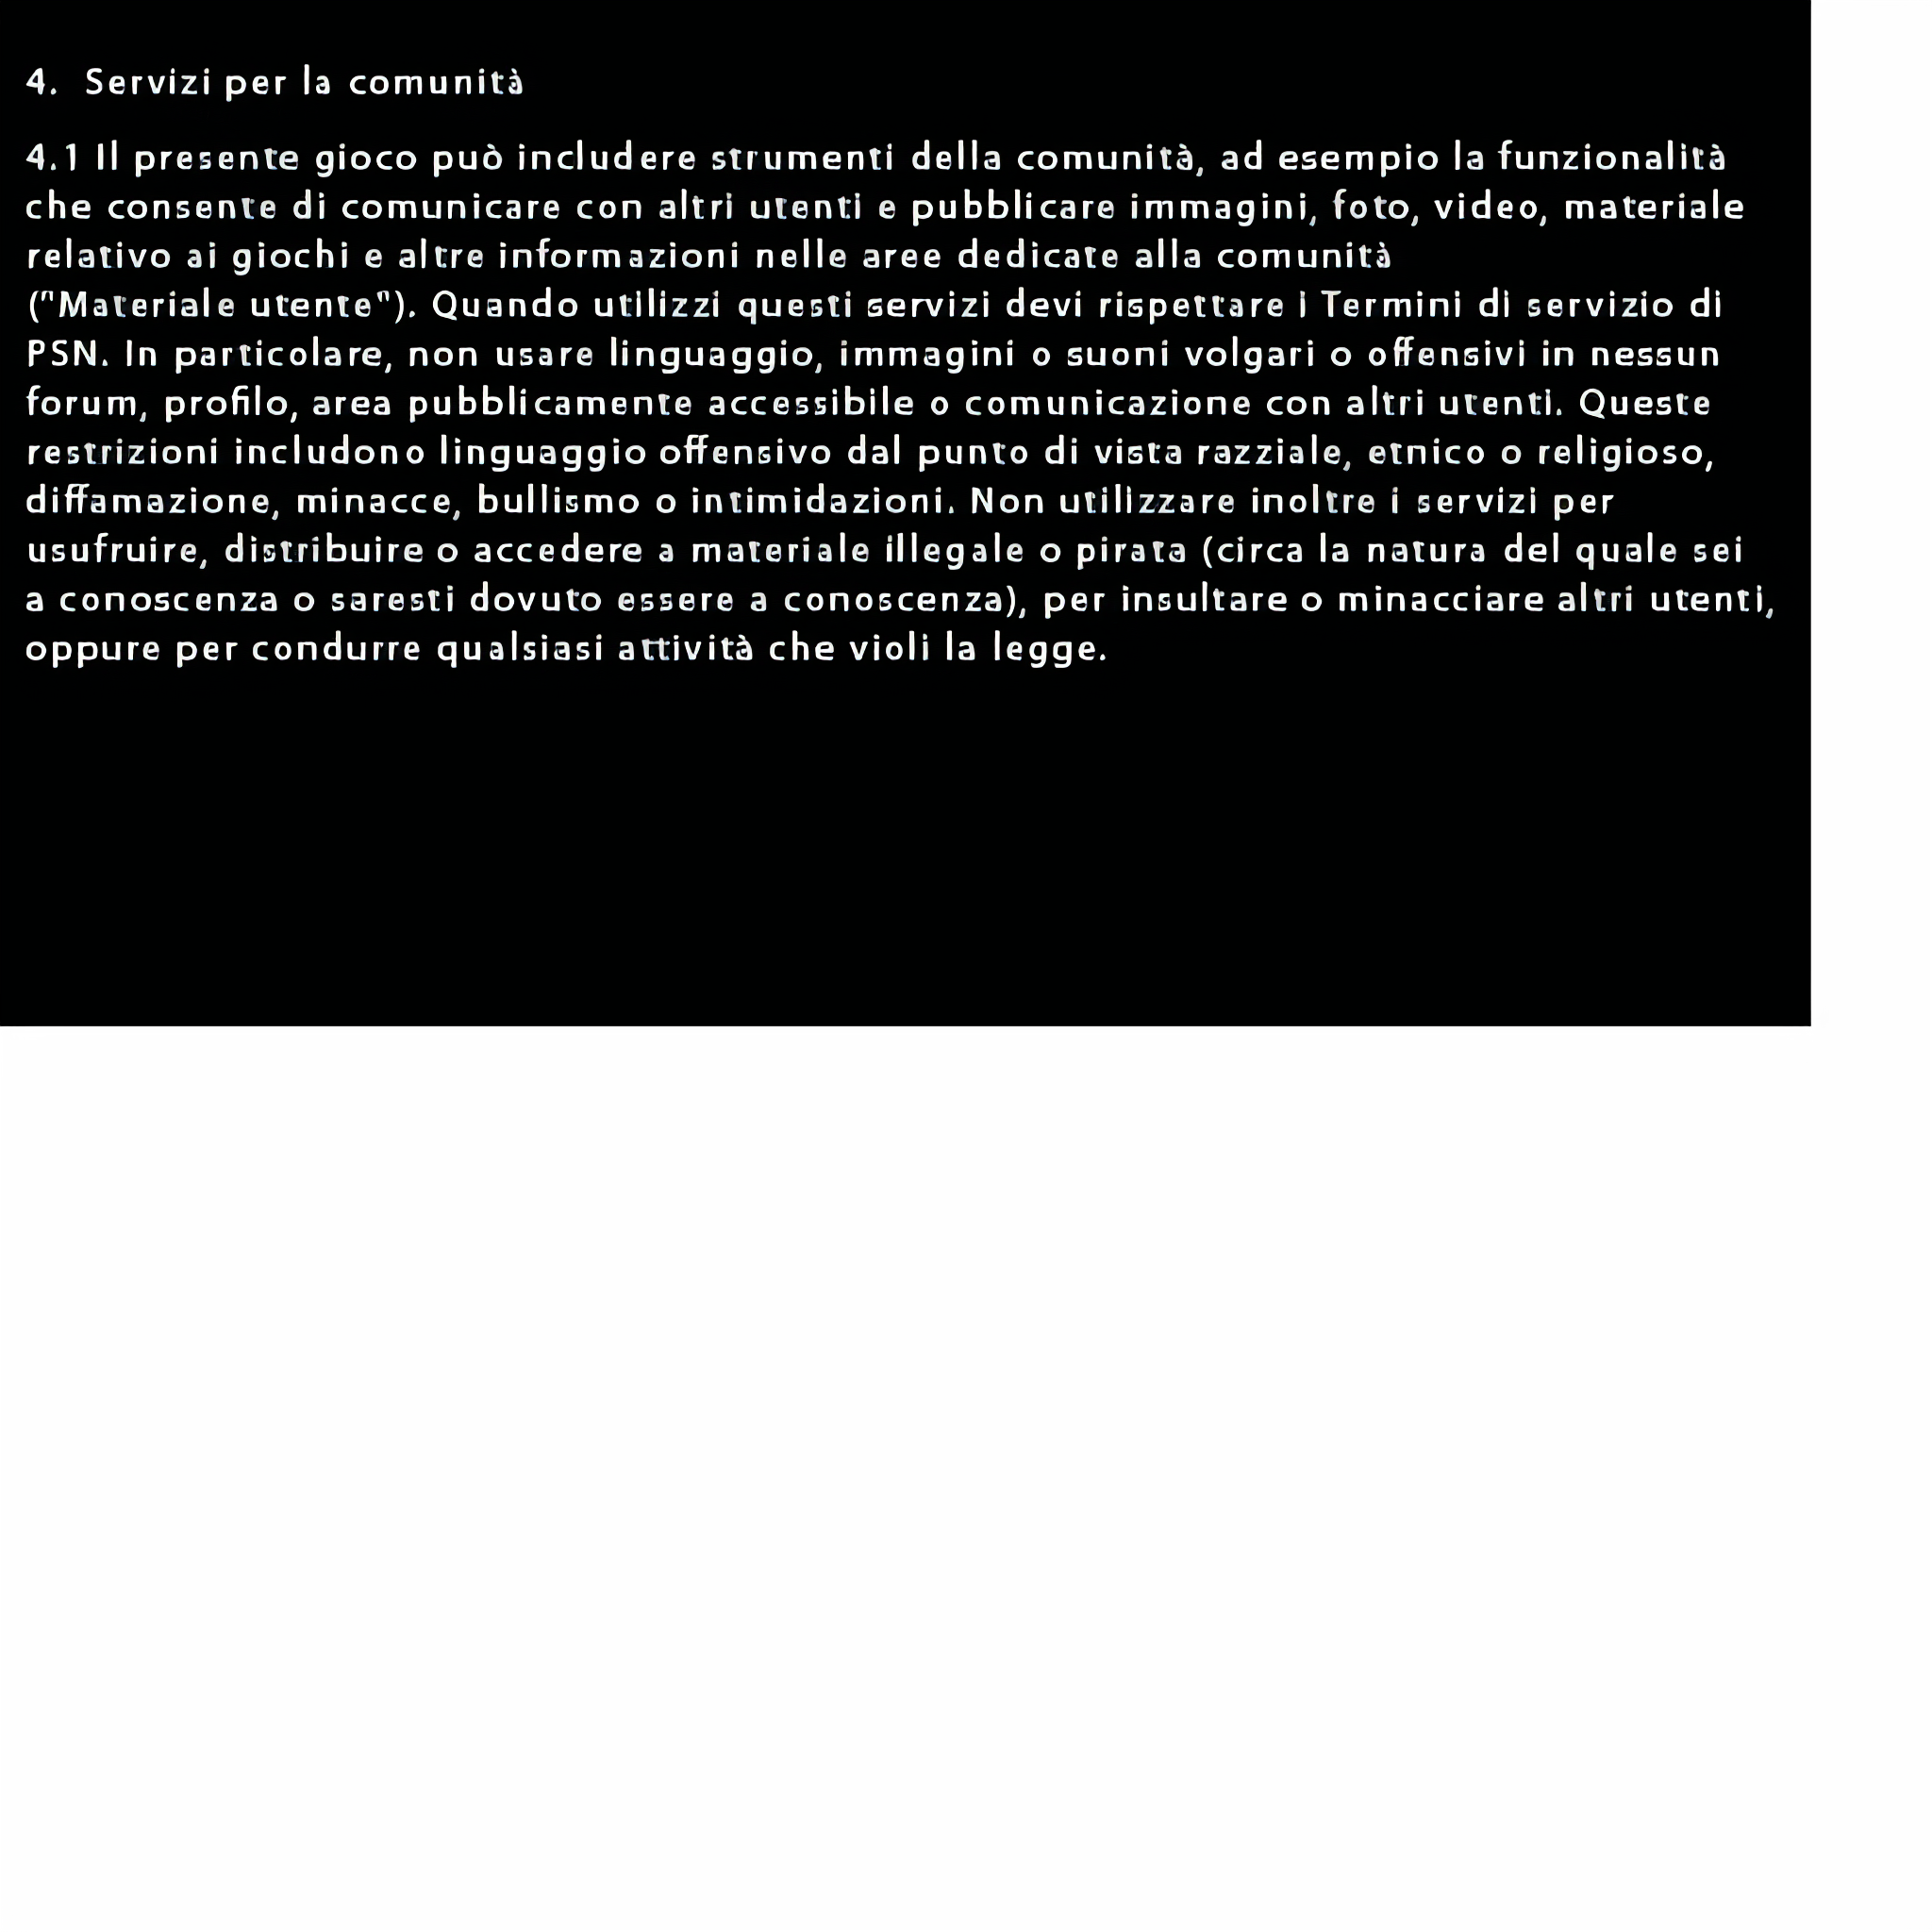 4. Servizi per la comunità
4.1 Il presente gioco può includere strumenti della comunità, ad esempio la funzionalità
che consente di comunicare con altri utenti e pubblicare immagini, foto, video, materiale
relativo ai giochi e altre informazioni nelle aree dedicate alla comunità
("Materiale utente"). Quando utilizzi questi servizi devi rispettare i Termini di servizio di
PSN. In particolare, non usare linguaggio, immagini o suoni volgari o offensivi in nessun
forum, profilo, area pubblicamente accessibile o comunicazione con altri utenti. Queste
restrizioni includono linguaggio offensivo dal punto di vista razziale, etnico o religioso,
diffamazione, minacce, bullismo o intimidazioni. Non utilizzare inoltre i servizi per
usufruire, distribuire o accedere a materiale illegale o pirata (circa la natura del quale sei
a conoscenza o saresti dovuto essere a conoscenza), per insultare o minacciare altri utenti,
oppure per condurre qualsiasi attività che violi la legge.